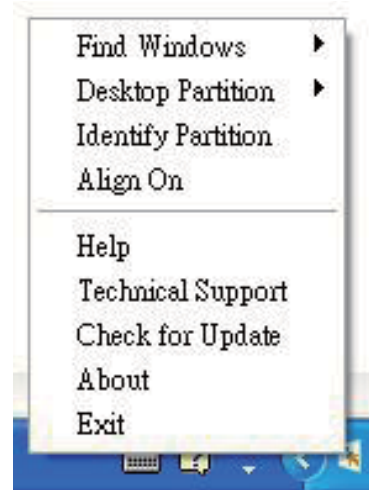 Find Windows
Desktop Partition
Identify Partition
Align On
Help
Technical Support
Check for Update
About
Exit